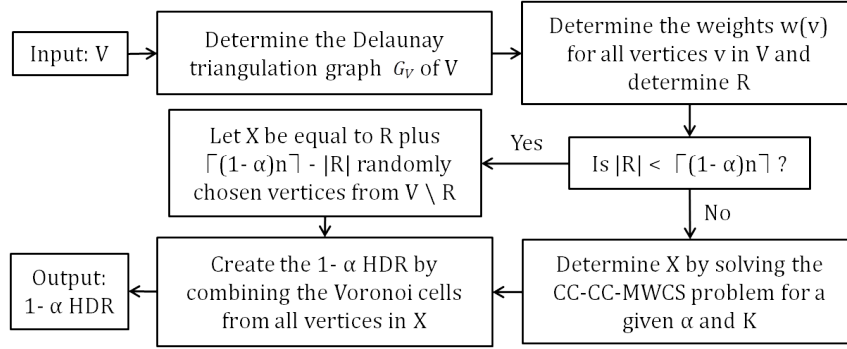 Input: V
Determine the Delaunay
triangulation graph G_V of V
Determine the weights w(v)
for all vertices v in V and
determine R
Is |R| < ⌈(1- α)n⌉ ?
Yes
Let X be equal to R plus
⌈(1- α)n⌉ - |R| randomly
chosen vertices from V \ R
No
Determine X by solving the
CC-CC-MWCS problem for a
given α and K
Create the 1- α HDR by
combining the Voronoi cells
from all vertices in X
Output:
1- α HDR